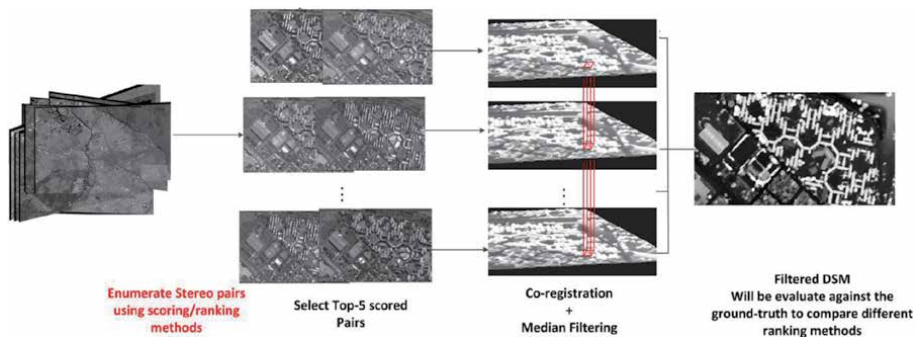 Enumerate Stereo pairs
using scoring/ranking
methods
Select Top-5 scored
Pairs
Co-registration
+
Median Filtering
Filtered DSM
Will be evaluate against the
ground-truth to compare different
ranking methods